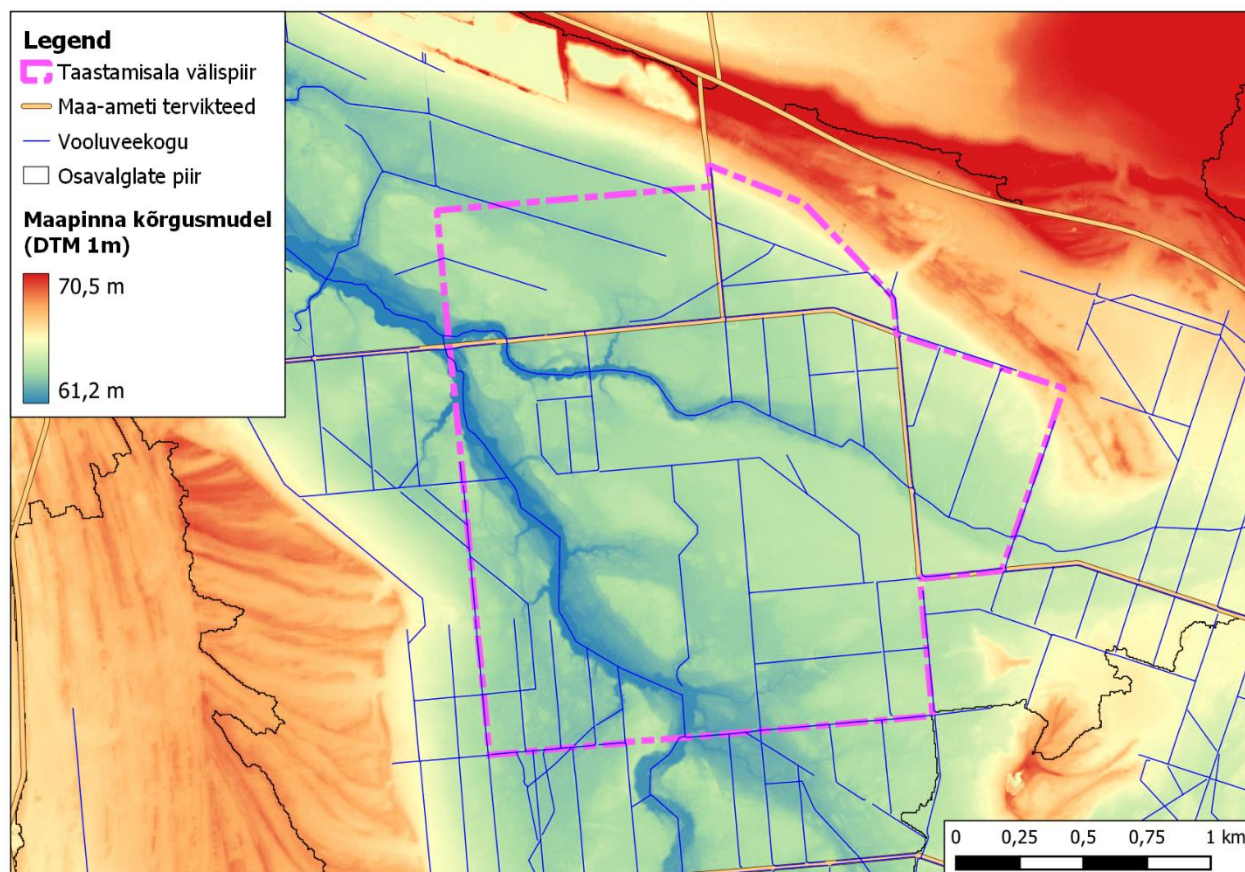 Legend
Taastamisala välispiir
Maa-ameti tervikteed
Vooluveekogu
Osavalglate piir
Maapinna kõrgusmudel
(DTM 1m)
70,5 m
61,2 m
0 0,25 0,5 0,75 1 km